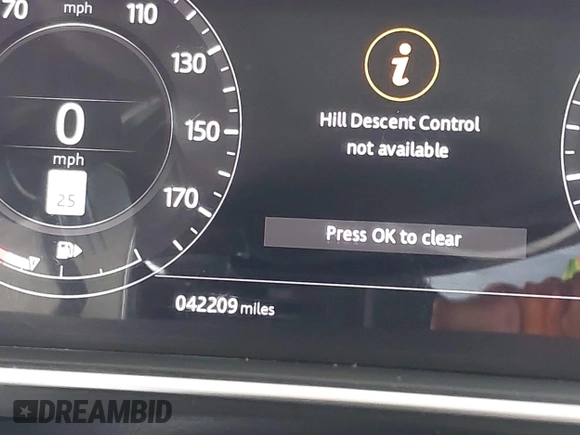 70 mph 110
130
0
150
mph
25
170
i
Hill Descent Control
not available
Press OK to clear
042209 miles
DREAMBID